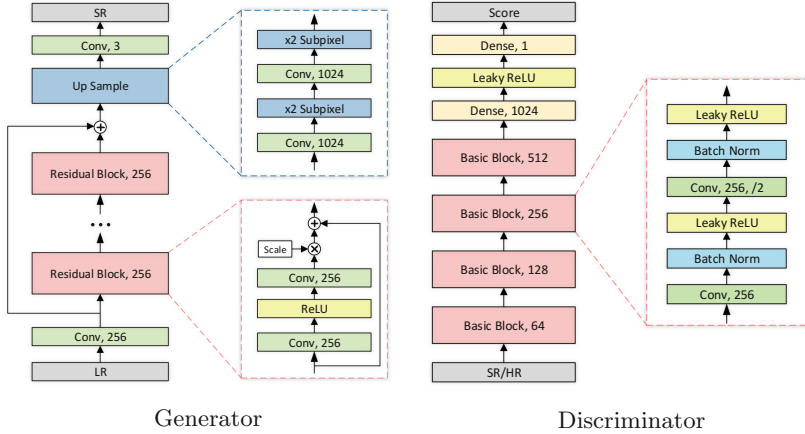 SR
Conv, 3
Up Sample
Residual Block, 256
...
Residual Block, 256
Conv, 256
LR
x2 Subpixel
Conv, 1024
x2 Subpixel
Conv, 1024
Scale
Conv, 256
ReLU
Conv, 256
Generator
Score
Dense, 1
Leaky ReLU
Dense, 1024
Basic Block, 512
Basic Block, 256
Basic Block, 128
Basic Block, 64
SR/HR
Leaky ReLU
Batch Norm
Conv, 256, /2
Leaky ReLU
Batch Norm
Conv, 256
Discriminator